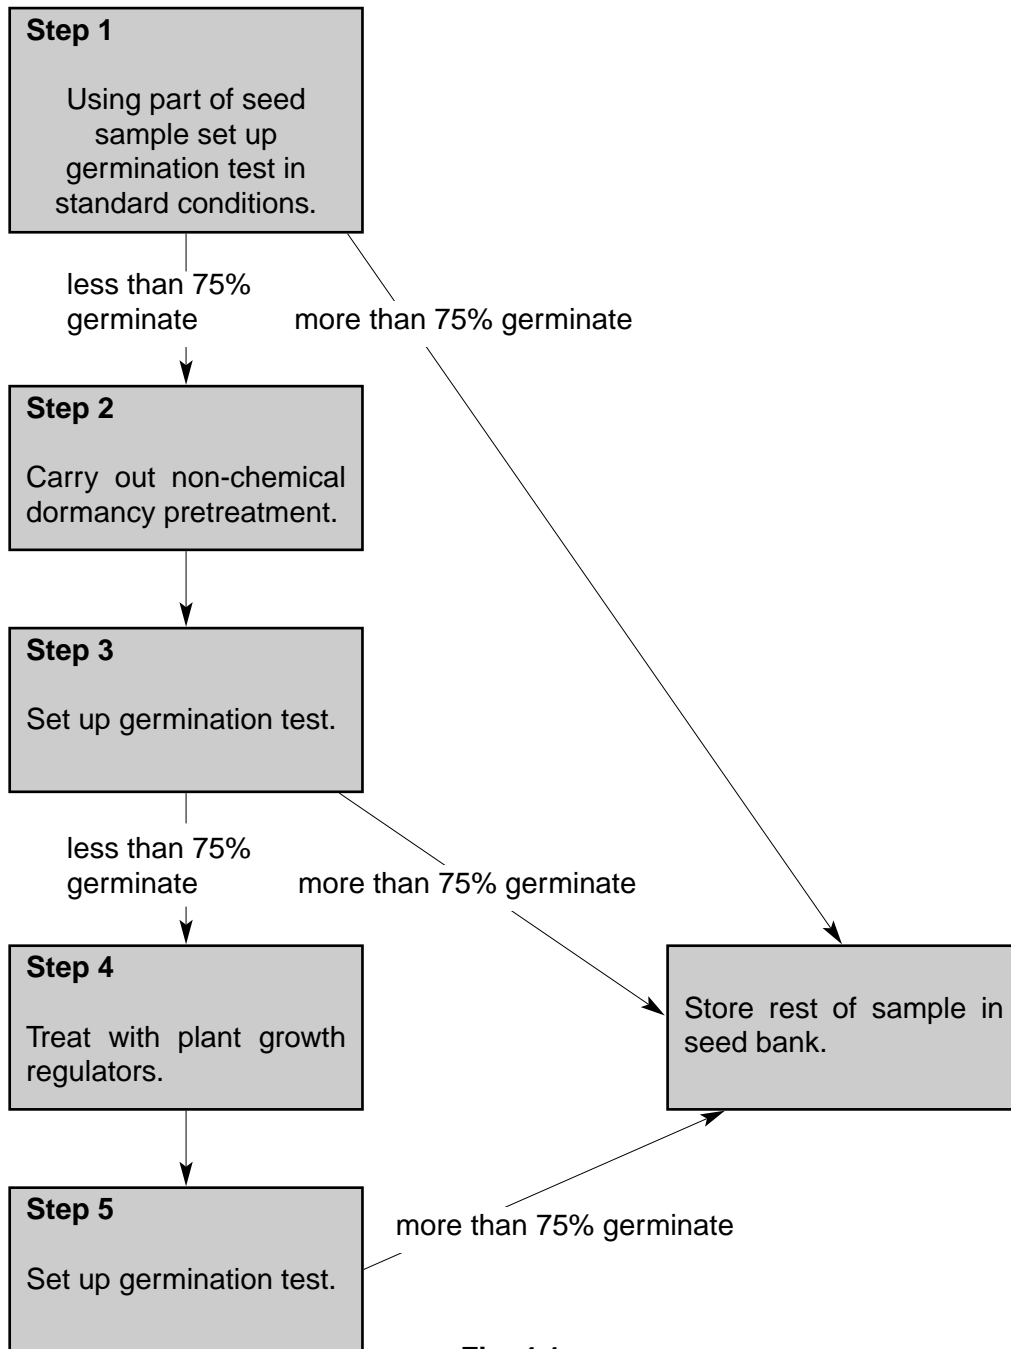 Step 1
Using part of seed
sample set up
germination test in
standard conditions.
less than 75%
germinate
more than 75% germinate
Step 2
Carry out non-chemical
dormancy pretreatment.
Step 3
Set up germination test.
less than 75%
germinate
more than 75% germinate
Step 4
Treat with plant growth
regulators.
Store rest of sample in
seed bank.
Step 5
Set up germination test.
more than 75% germinate